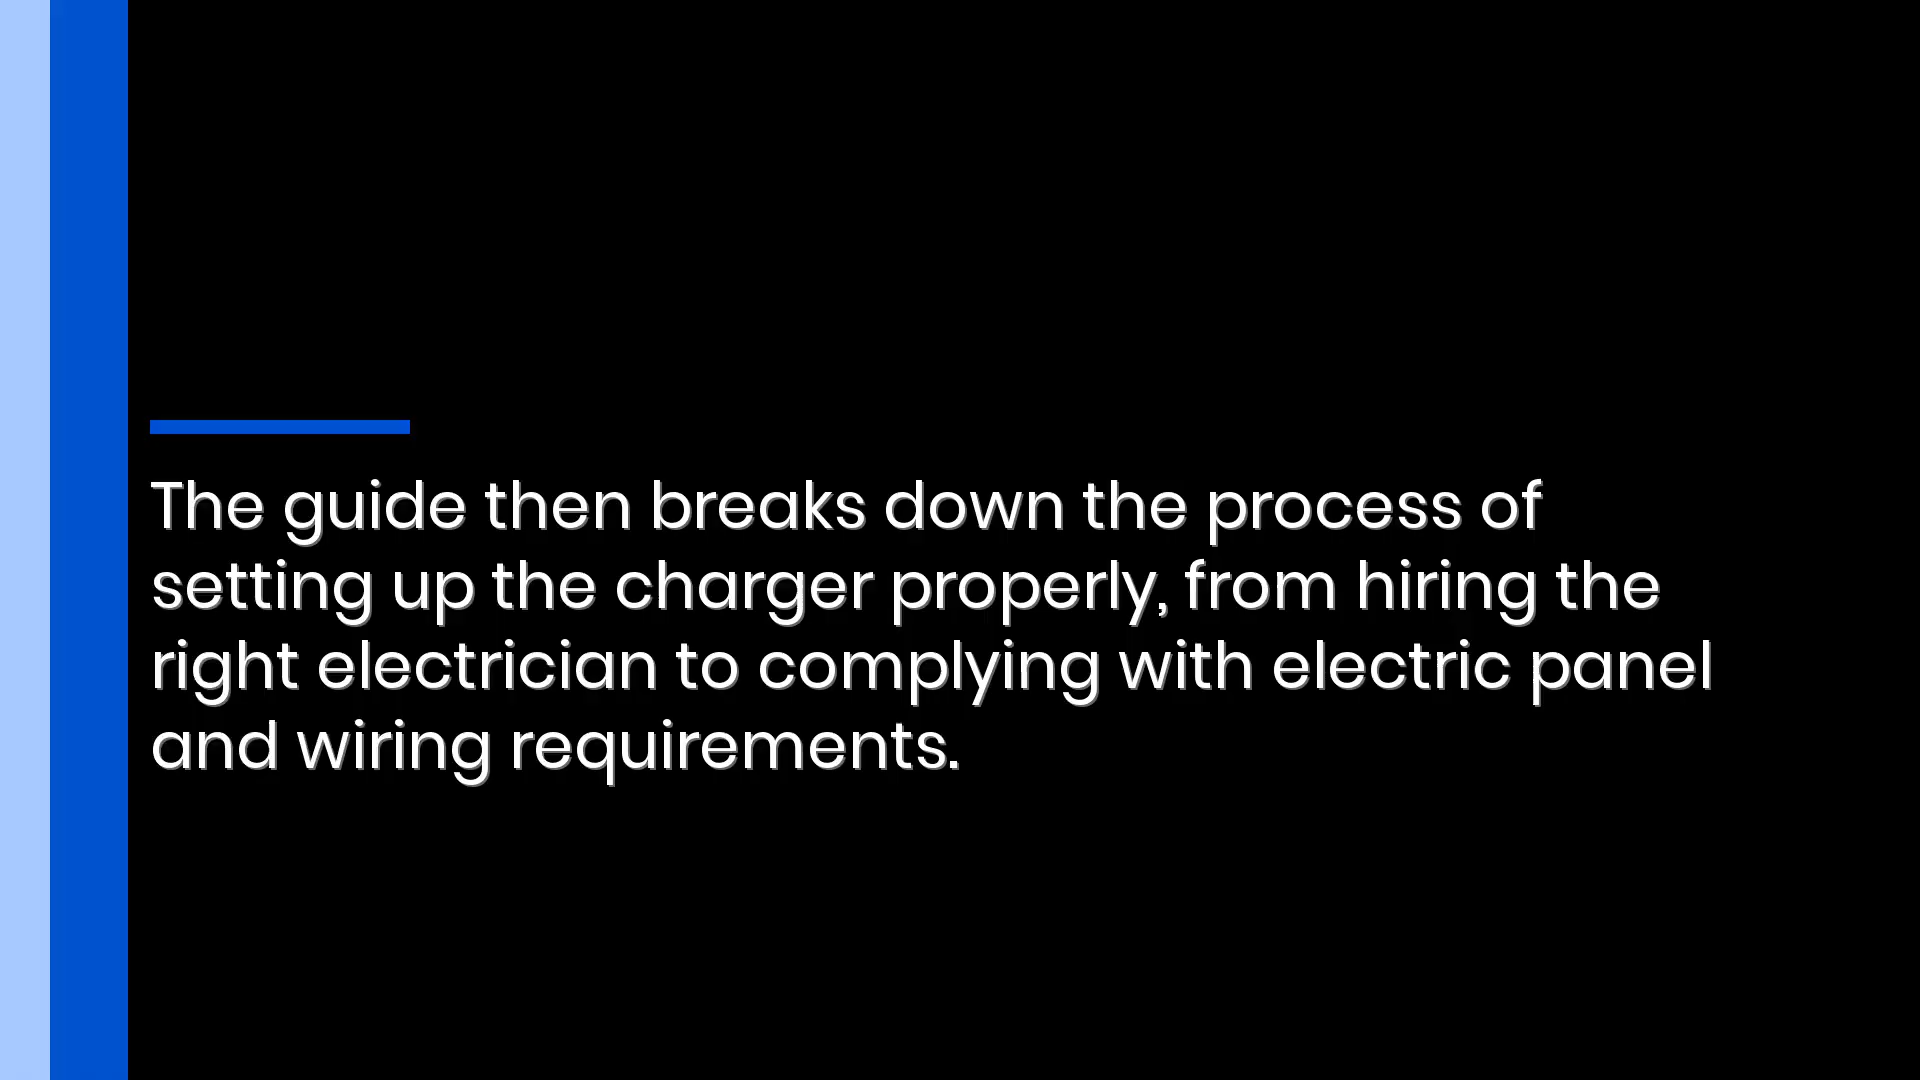 The guide then breaks down the process of
setting up the charger properly, from hiring the
right electrician to complying with electric panel
and wiring requirements.